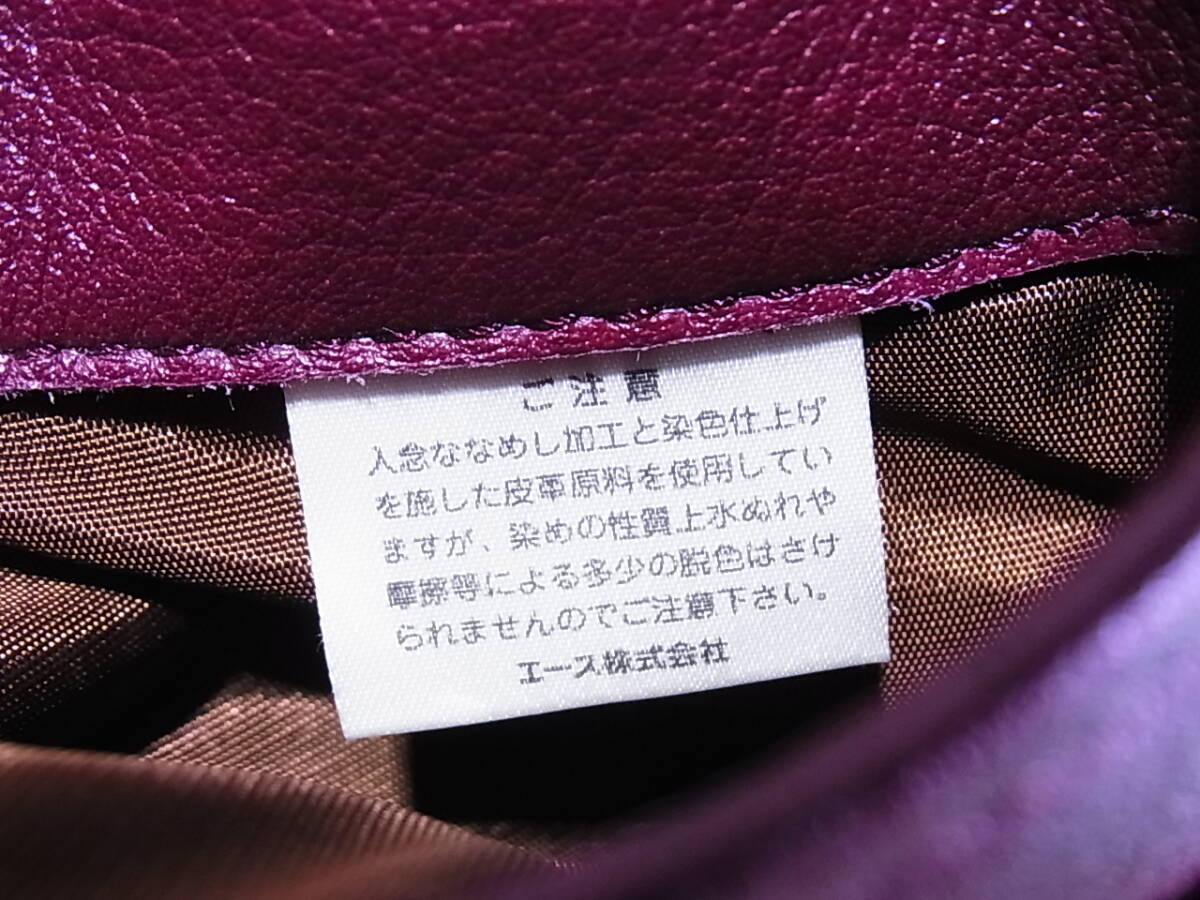 ご注意
入念ななめし加工と染色仕上げ
を施した皮革原料を使用してい
ますが、染めの性質上水ぬれや
摩擦等による多少の脱色はさけ
られませんのでご注意下さい。
エース株式会社